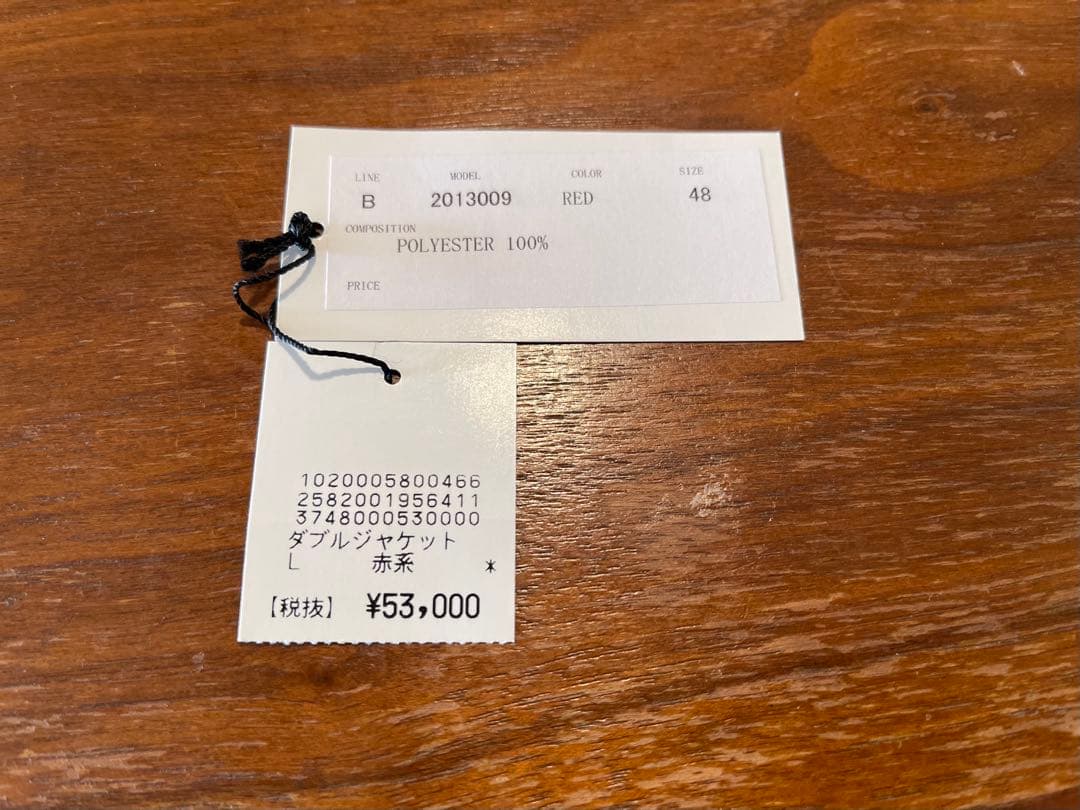 LINE MODEL COLOR SIZE
B 2013009 RED 48
COMPOSITION
POLYESTER 100%
PRICE
1020005800466
2582001956411
3748000530000
ダブルジャケット
L 赤系 *
【税抜】 ¥53,000